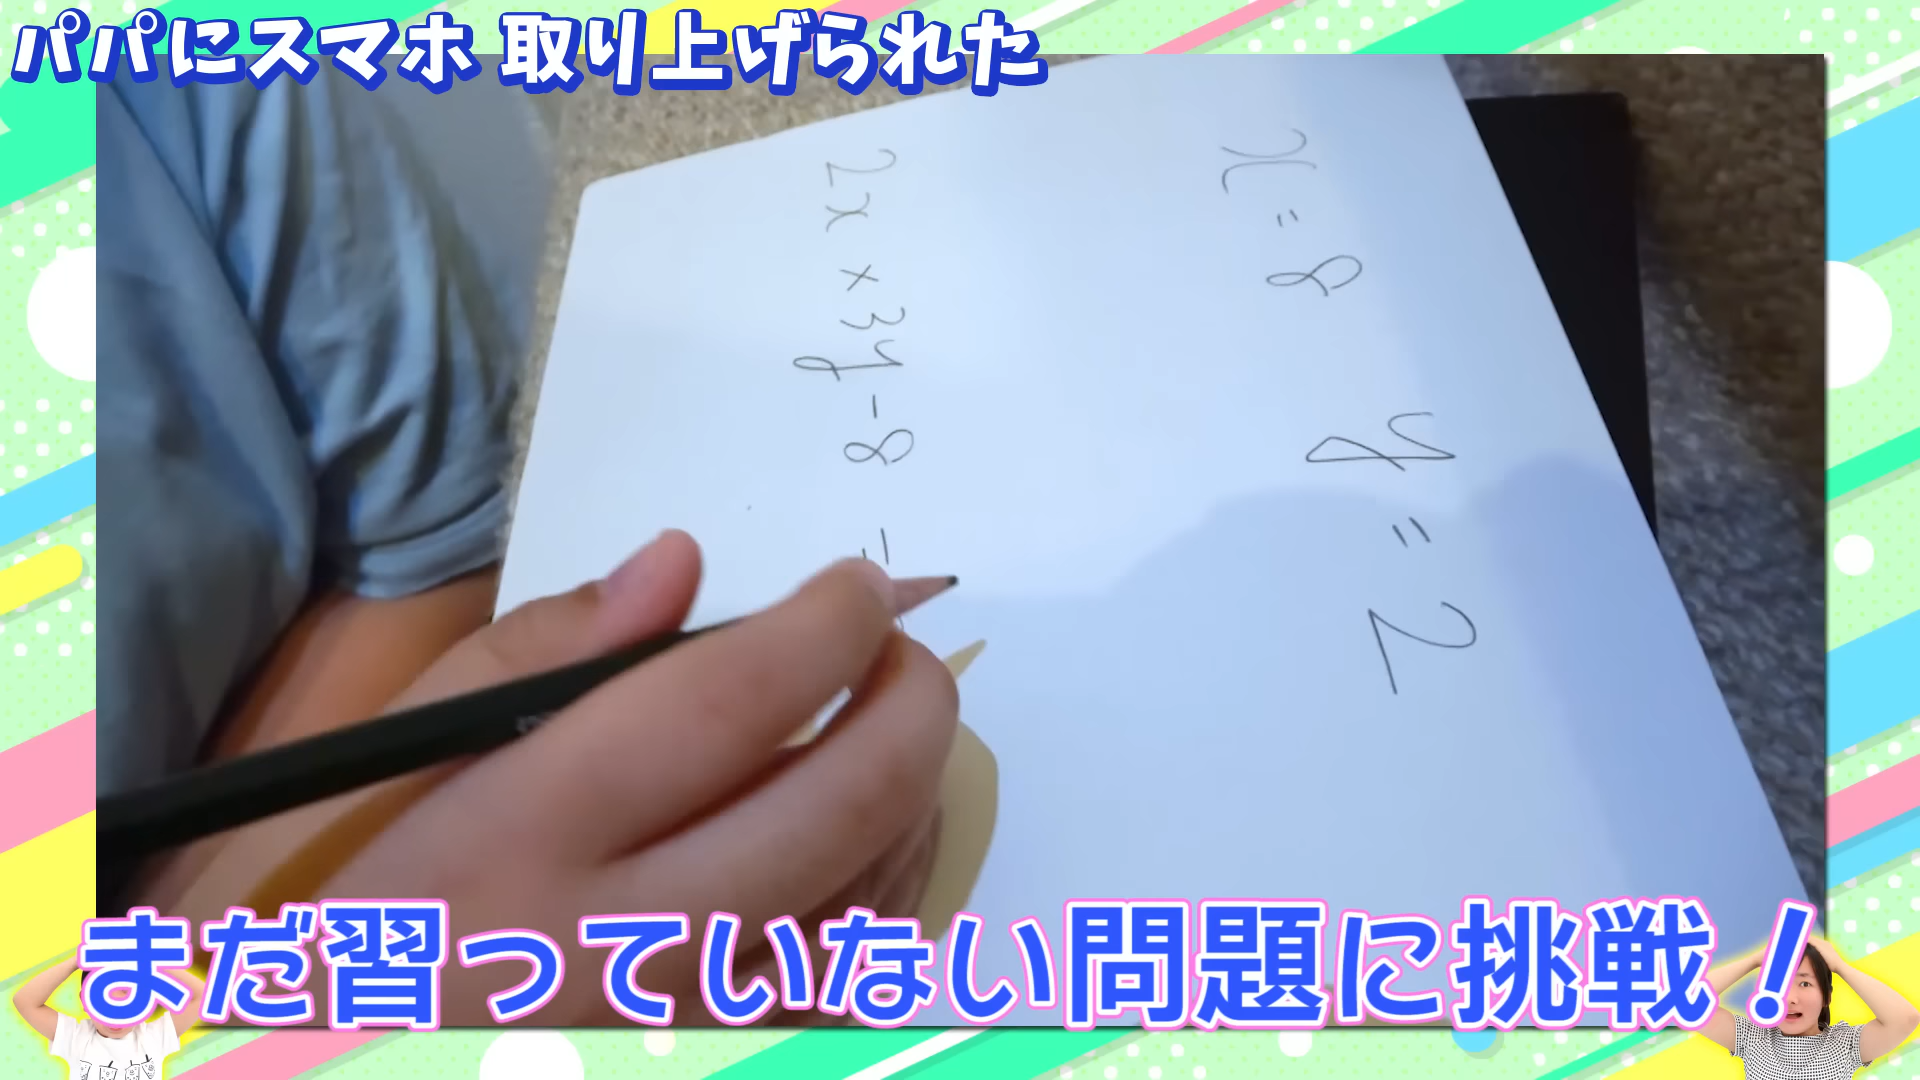 パパにスマホ 取り上げられた
x=8 y=2
2x×3y-8
まだ習っていない問題に挑戦！